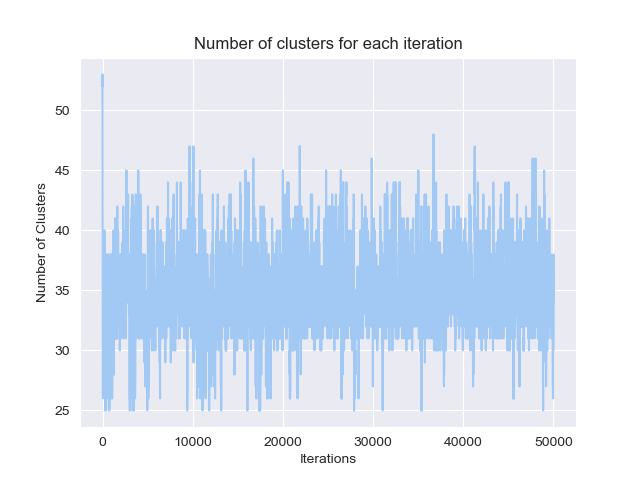 Number of clusters for each iteration
Number of Clusters
50
45
40
35
30
25
0 10000 20000 30000 40000 50000
Iterations